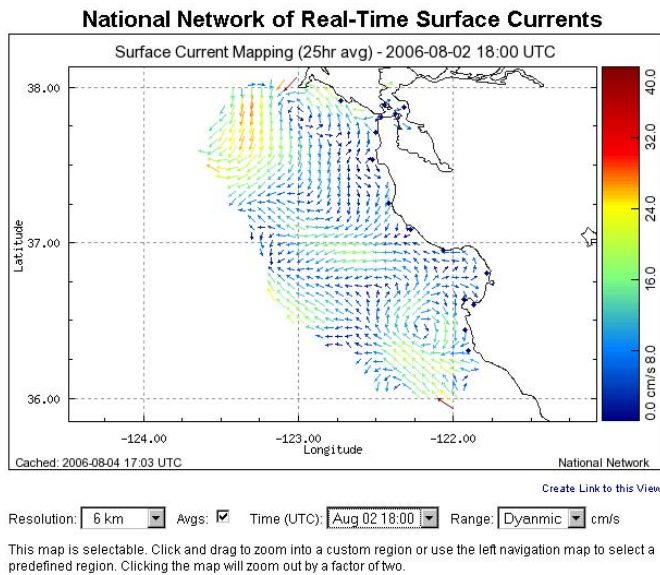 National Network of Real-Time Surface Currents
Surface Current Mapping (25hr avg) - 2006-08-02 18:00 UTC
38.00
37.00
36.00
Latitude
-124.00 -123.00 -122.00
Longitude
40.0
32.0
24.0
16.0
8.0
0.0 cm/s
Cached: 2006-08-04 17:03 UTC National Network
Create Link to this View
Resolution: 6 km Avgs: Time (UTC): Aug 02 18:00 Range: Dyanmic cm/s
This map is selectable. Click and drag to zoom into a custom region or use the left navigation map to select a
predefined region. Clicking the map will zoom out by a factor of two.